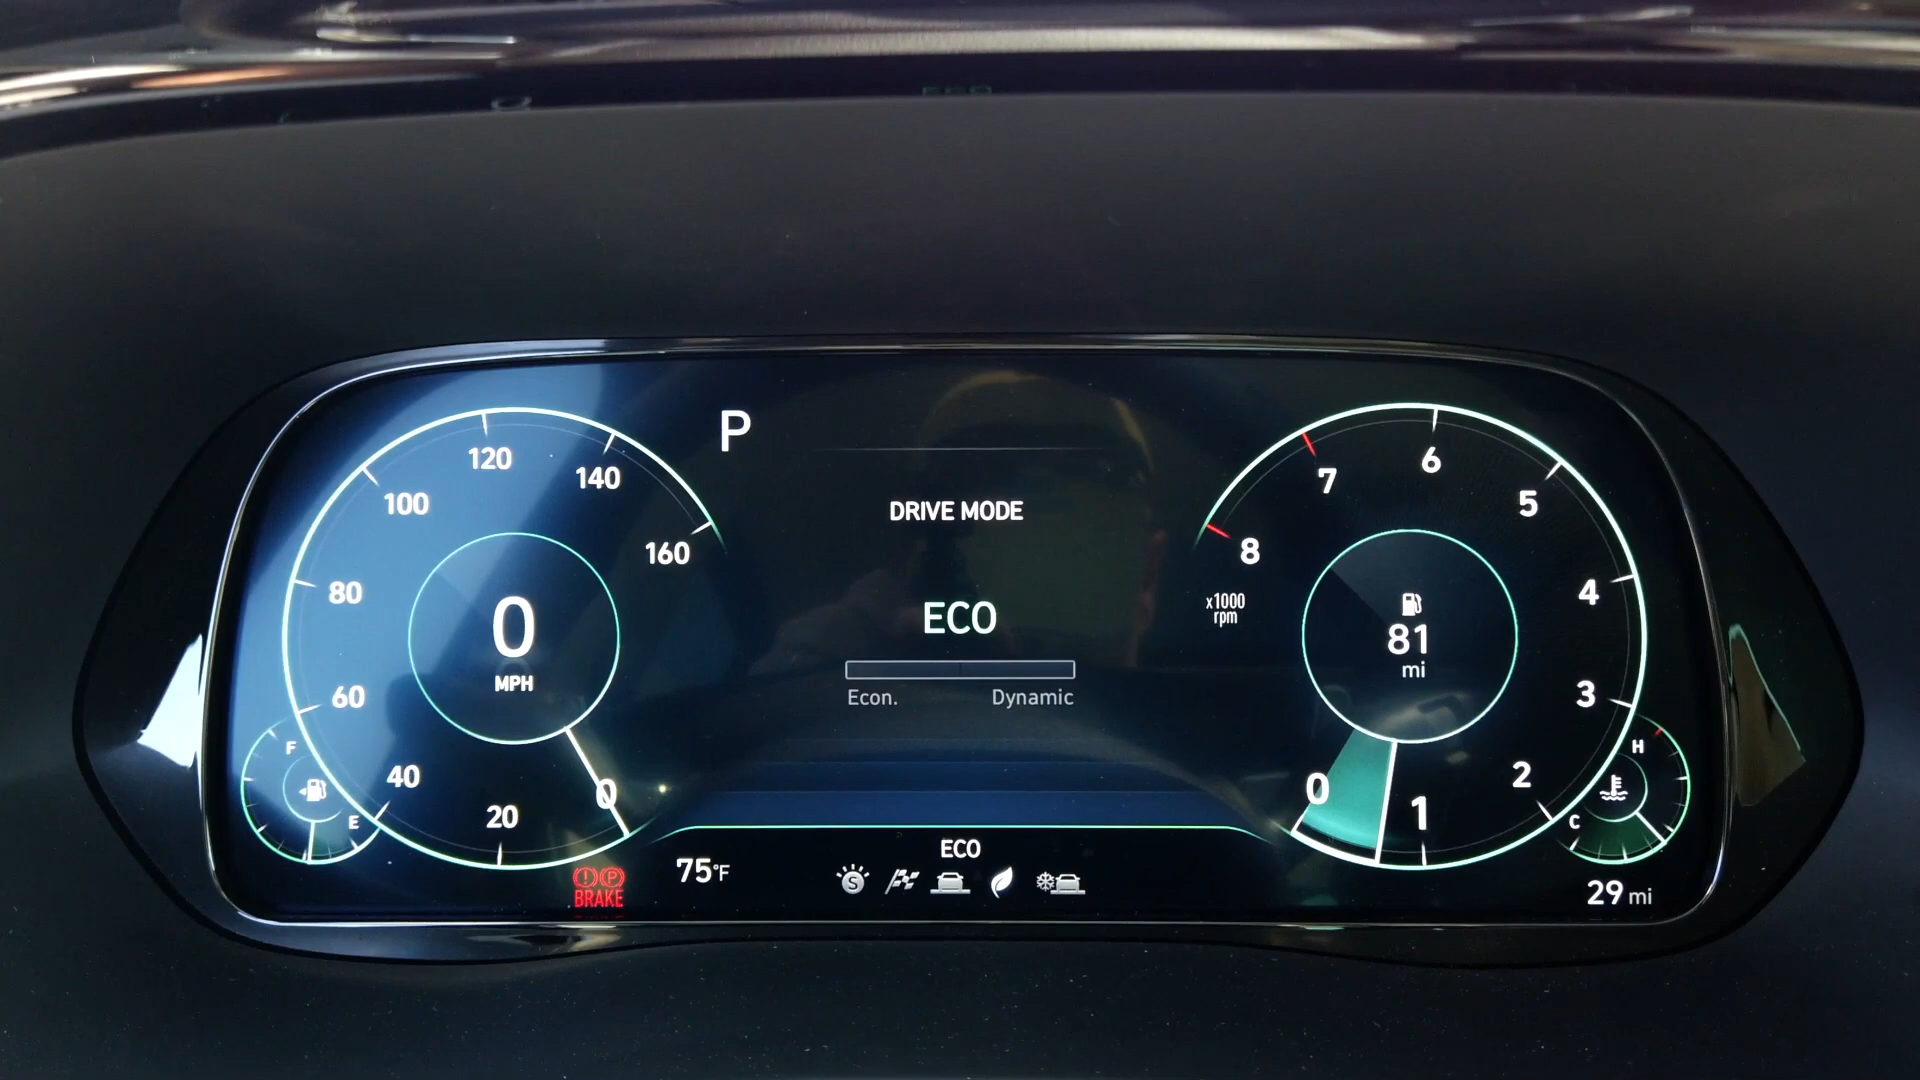 P
120
140
100
160
80
0
MPH
60
40
20
0
F
E
DRIVE MODE
ECO
Econ. Dynamic
6
7
5
8
4
x1000
rpm
81
mi
3
2
0
1
H
C
ECO
75°F
S
! P
BRAKE
29 mi